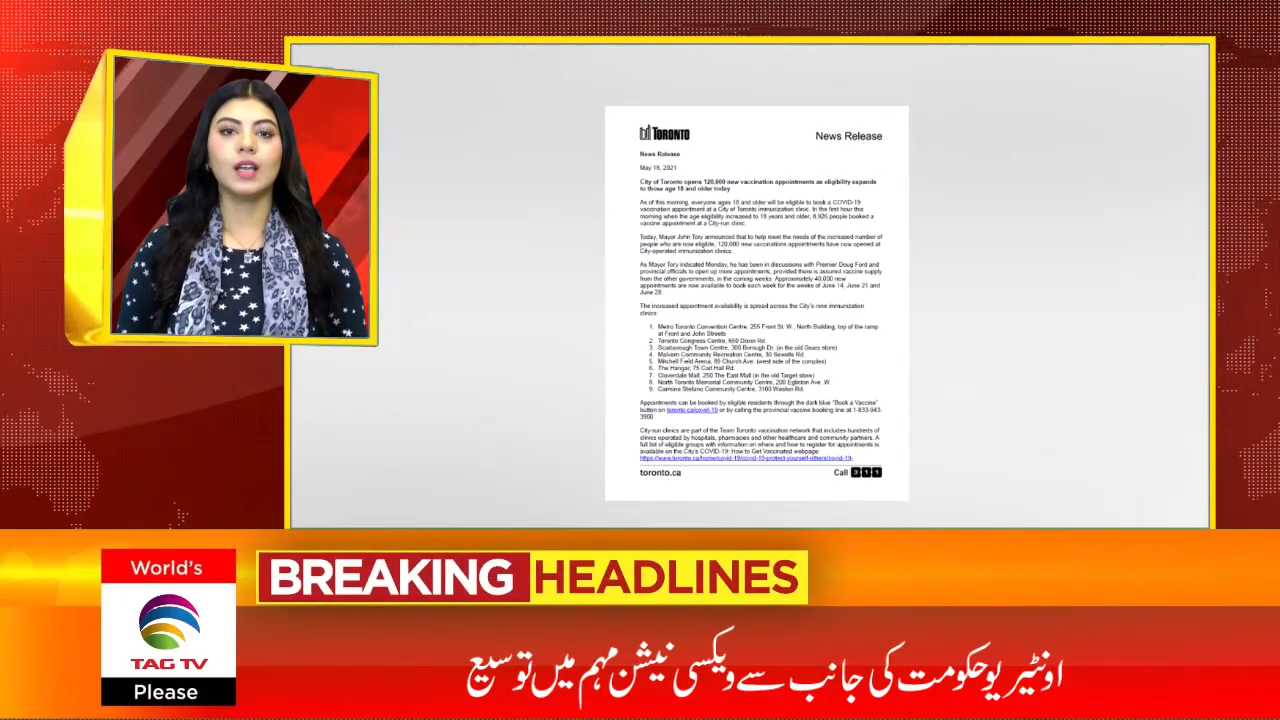 TORONTO
News Release
News Release
May 18, 2021
City of Toronto opens 120,000 new vaccination appointments as eligibility expands
to those age 18 and older today
As of this morning, everyone ages 18 and older will be eligible to book a COVID-19
vaccination appointment at a City of Toronto immunization clinic. In the first hour this
morning when the age eligibility increased to 18 years and older, 8,926 people booked a
vaccine appointment at a City-run clinic.
Today, Mayor John Tory announced that to help meet the needs of the increased number of
people who are now eligible, 120,000 new vaccinations appointments have now opened at
City-operated immunization clinics.
As Mayor Tory indicated Monday, he has been in discussions with Premier Doug Ford and
provincial officials to open up more appointments, provided there is assured vaccine supply
from the other governments, in the coming weeks. Approximately 40,000 new
appointments are now available to book each week for the weeks of June 14, June 21 and
June 28.
The increased appointment availability is spread across the City's nine immunization
clinics:
1. Metro Toronto Convention Centre, 255 Front St. W., North Building, top of the ramp
at Front and John Streets
2. Toronto Congress Centre, 650 Dixon Rd.
3. Scarborough Town Centre, 300 Borough Dr. (in the old Sears store)
4. Malvern Community Recreation Centre, 30 Sewells Rd.
5. Mitchell Field Arena, 89 Church Ave. (west side of the complex)
6. The Hangar, 75 Carl Hall Rd.
7. Cloverdale Mall, 250 The East Mall (in the old Target store)
8. North Toronto Memorial Community Centre, 200 Eglinton Ave. W.
9. Carmine Stefano Community Centre, 3100 Weston Rd.
Appointments can be booked by eligible residents through the dark blue "Book a Vaccine"
button on toronto.ca/covid-19 or by calling the provincial vaccine booking line at 1-833-943-
3900.
City-run clinics are part of the Team Toronto vaccination network that includes hundreds of
clinics operated by hospitals, pharmacies and other healthcare and community partners. A
full list of eligible groups with information on where and how to register for appointments is
available on the City's COVID-19: How to Get Vaccinated webpage:
https://www.toronto.ca/home/covid-19/covid-19-protect-yourself-others/covid-19-
toronto.ca
Call 311
World's
TAG TV
Please
BREAKING HEADLINES
اونٹیریو حکومت کی جانب سے ویکسی نیشن مہم میں توسیع